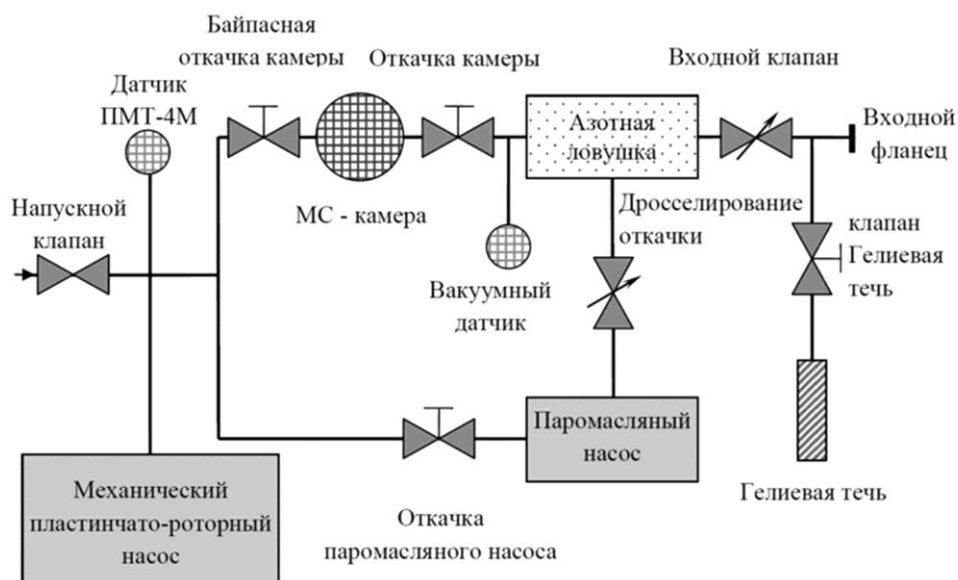 Байпасная
откачка камеры
Откачка камеры
Входной клапан
Датчик
ПМТ-4М
Азотная
ловушка
Входной
фланец
Напускной
клапан
МС - камера
Дросселирование
откачки
клапан
Гелиевая
течь
Вакуумный
датчик
Паромасляный
насос
Механический
пластинчато-роторный
насос
Откачка
паромасляного насоса
Гелиевая течь